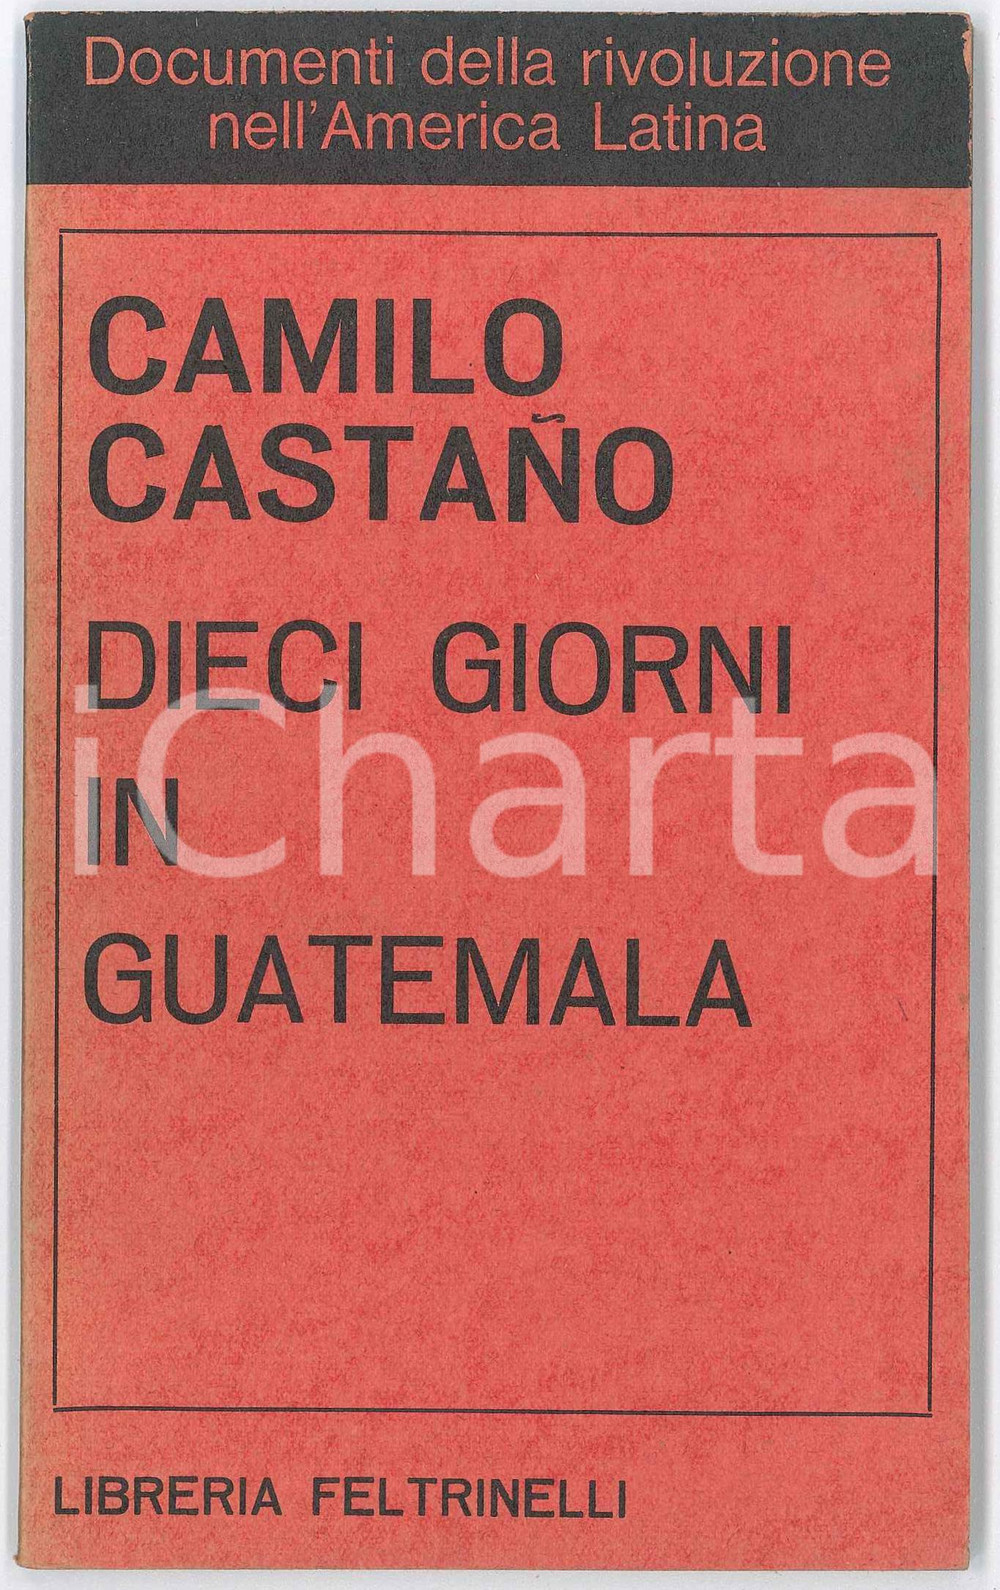 Documenti della rivoluzione
nell'America Latina
CAMILO
CASTAÑO
DIECI GIORNI
IN
GUATEMALA
iCharta
LIBRERIA FELTRINELLI